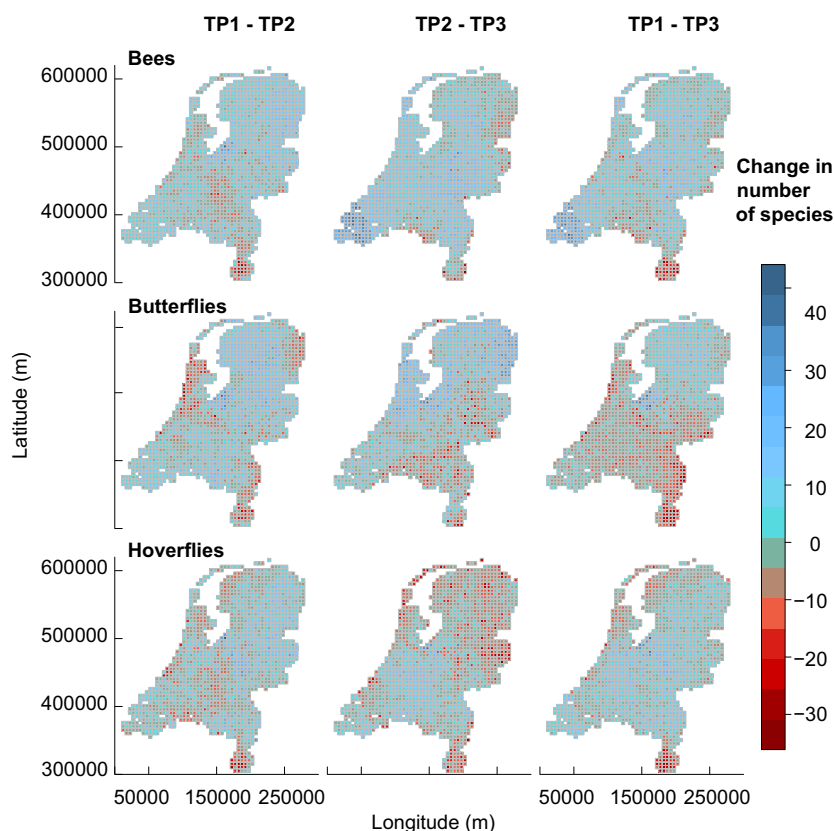 TP1 - TP2
TP2 - TP3
TP1 - TP3
Bees
600000
500000
400000
300000
Change in
number
of species
40
30
20
10
0
−10
−20
−30
Butterflies
Latitude (m)
Hoverflies
600000
500000
400000
300000
50000 150000 250000
50000 150000 250000
Longitude (m)